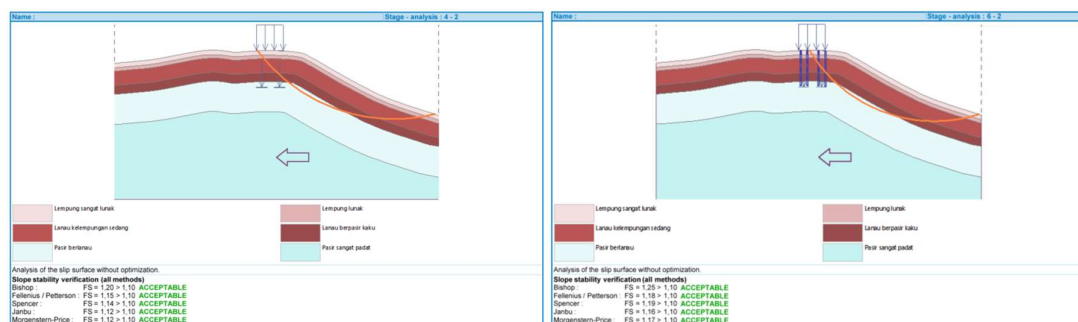 Name :
Stage - analysis : 4 - 2
Lempung sangat lunak
Lempung lunak
Lanau kelempungan sedang
Lanau berpasir kaku
Pasir berlanau
Pasir sangat padat
Analysis of the slip surface without optimization.
Slope stability verification (all methods)
Bishop : FS = 1,20 > 1,10 ACCEPTABLE
Fellenius / Petterson : FS = 1,15 > 1,10 ACCEPTABLE
Spencer : FS = 1,14 > 1,10 ACCEPTABLE
Janbu : FS = 1,12 > 1,10 ACCEPTABLE
Morgenstern-Price : FS = 1,12 > 1,10 ACCEPTABLE
Name :
Stage - analysis : 6 - 2
Lempung sangat lunak
Lempung lunak
Lanau kelempungan sedang
Lanau berpasir kaku
Pasir berlanau
Pasir sangat padat
Analysis of the slip surface without optimization.
Slope stability verification (all methods)
Bishop : FS = 1,25 > 1,10 ACCEPTABLE
Fellenius / Petterson : FS = 1,18 > 1,10 ACCEPTABLE
Spencer : FS = 1,19 > 1,10 ACCEPTABLE
Janbu : FS = 1,16 > 1,10 ACCEPTABLE
Morgenstern-Price : FS = 1,17 > 1,10 ACCEPTABLE